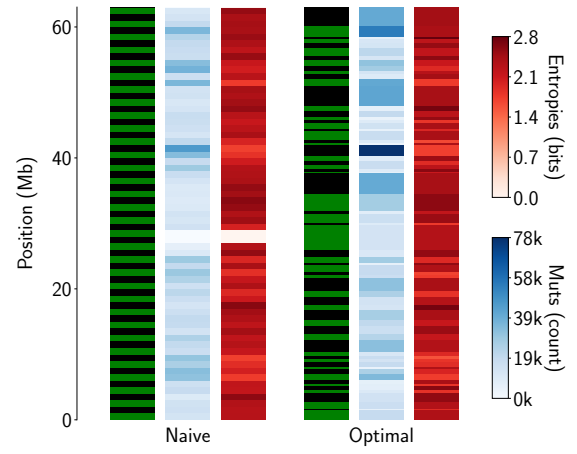 Position (Mb)
60
40
20
0
Naive
Optimal
2.8
2.1
1.4
0.7
0.0
Entropies (bits)
78k
58k
39k
19k
0k
Muts (count)